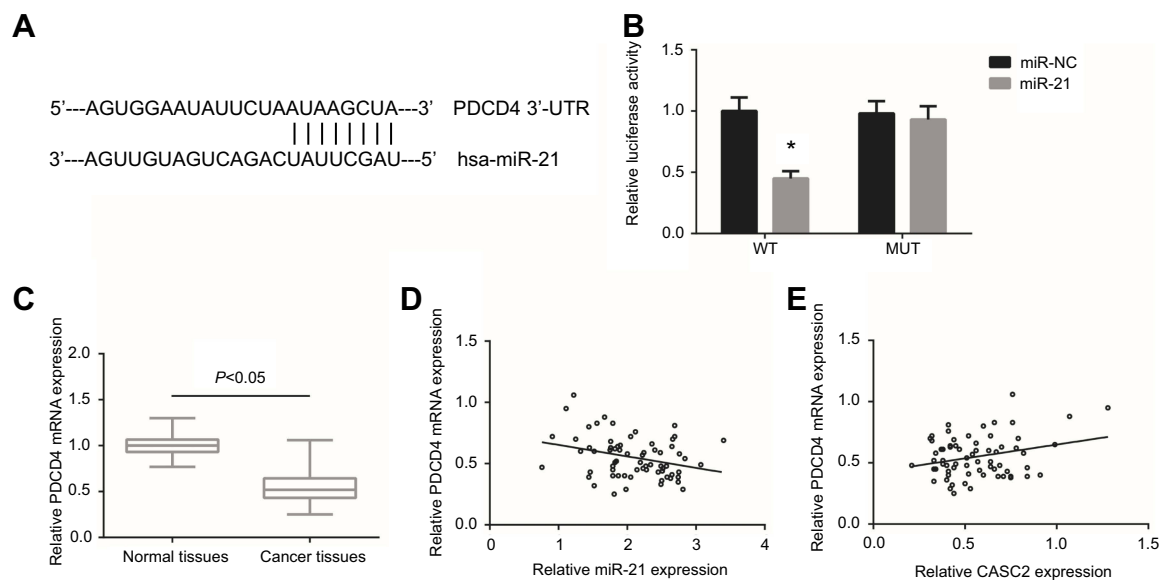 A
5’---AGUGGAAUAUUCUAAUAAGCUA---3’ PDCD4 3’-UTR
3’---AGUUGUAGUCAGACUAUUCGAU---5’ hsa-miR-21
B
Relative luciferase activity
1.5
1.0
0.5
0.0
*
WT
MUT
miR-NC
miR-21
C
Relative PDCD4 mRNA expression
2.0
1.5
1.0
0.5
0.0
P<0.05
Normal tissues
Cancer tissues
D
Relative PDCD4 mRNA expression
1.5
1.0
0.5
0.0
0 1 2 3 4
Relative miR-21 expression
E
Relative PDCD4 mRNA expression
1.5
1.0
0.5
0.0
0.0 0.5 1.0 1.5
Relative CASC2 expression